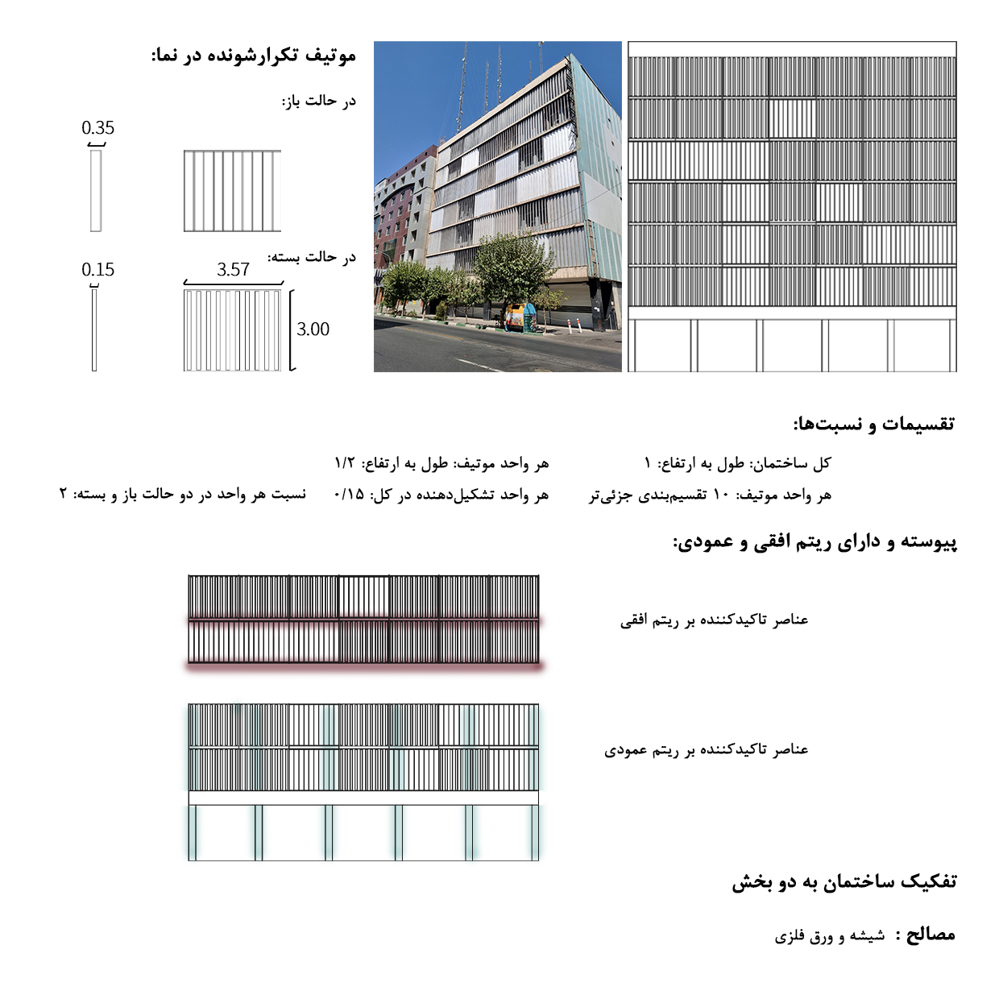 موتیف تکرارشونده در نما:
در حالت باز:
0.35
در حالت بسته:
0.15
3.57
3.00
تقسیمات و نسبت‌ها:
کل ساختمان: طول به ارتفاع: ۱
هر واحد موتیف: طول به ارتفاع: ۱/۲
هر واحد موتیف: ۱۰ تقسیم‌بندی جزئی‌تر
هر واحد تشکیل‌دهنده در کل: ۰/۱۵
نسبت هر واحد در دو حالت باز و بسته: ۲
پیوسته و دارای ریتم افقی و عمودی:
عناصر تاکیدکننده بر ریتم افقی
عناصر تاکیدکننده بر ریتم عمودی
تفکیک ساختمان به دو بخش
مصالح : شیشه و ورق فلزی